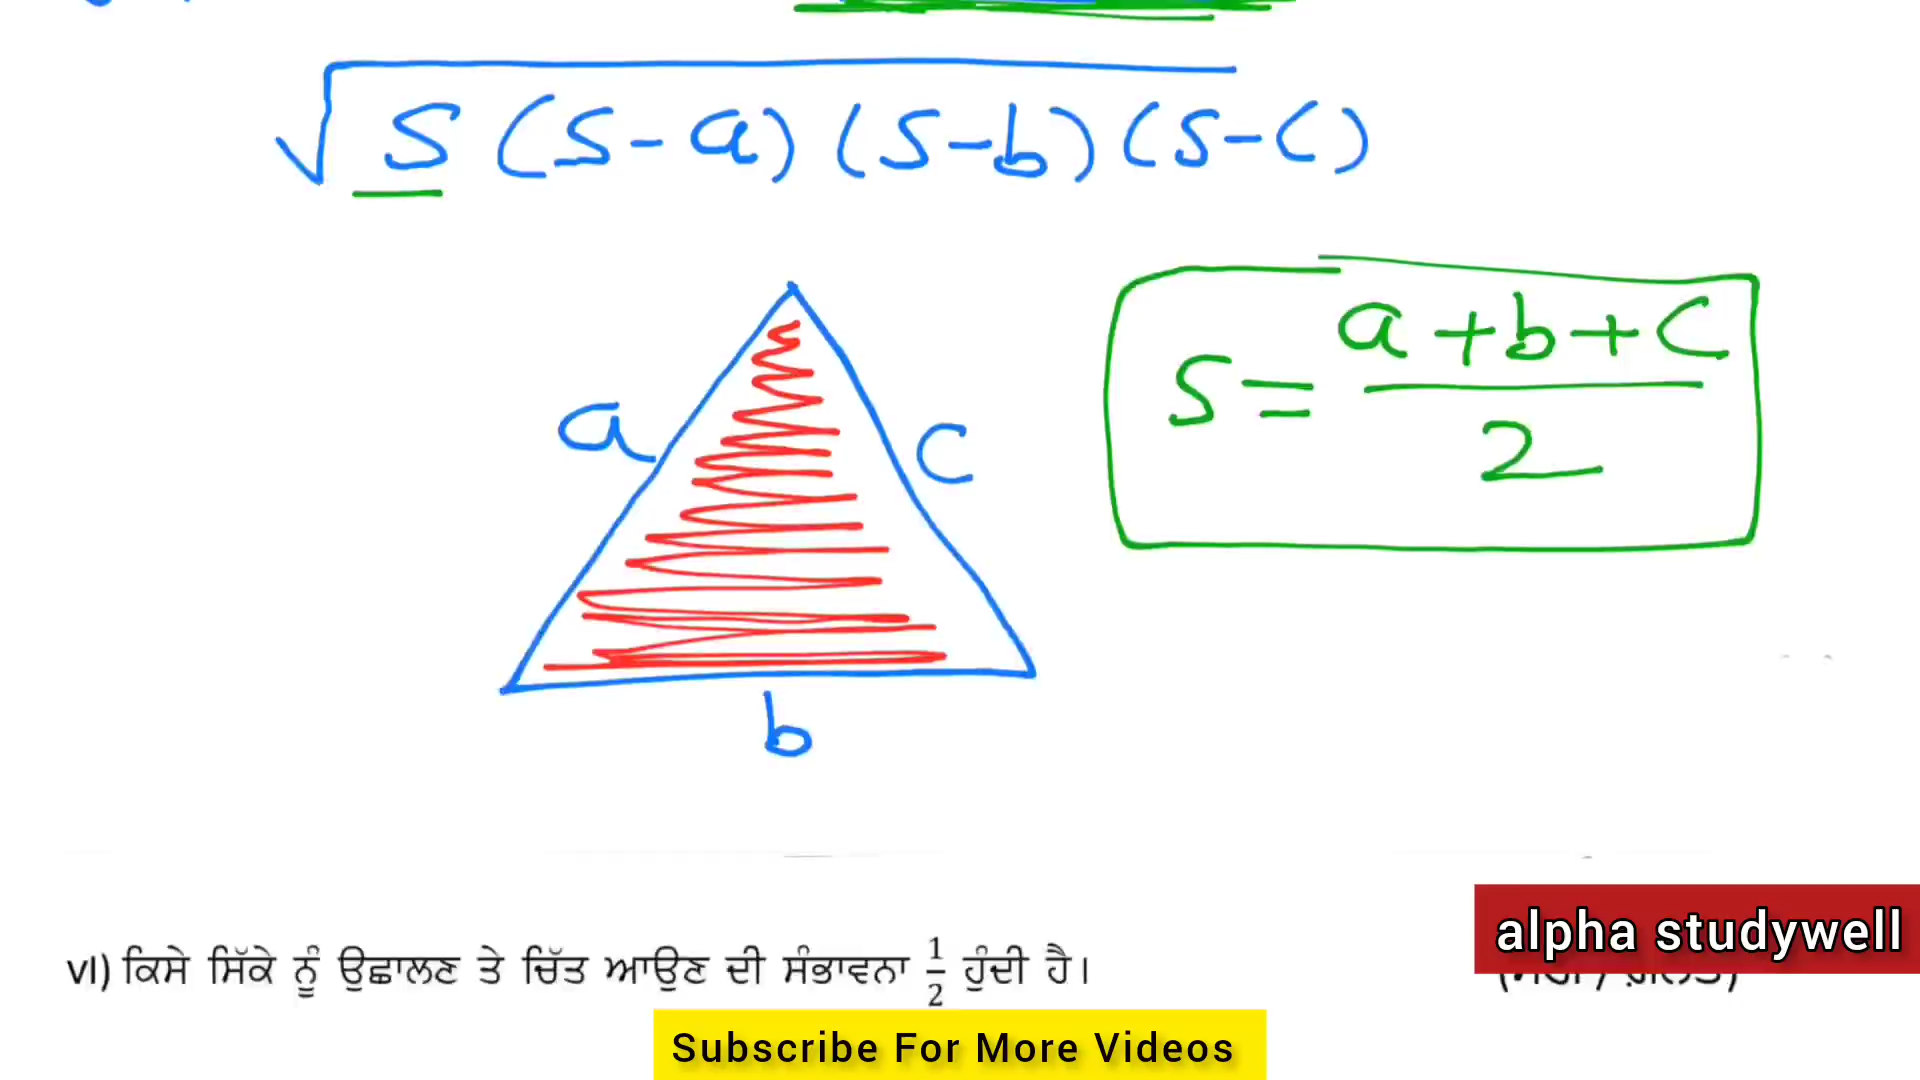 √S(S-a)(S-b)(S-c)
a
c
b
S = a+b+c / 2
alpha studywell
vI) ਕਿਸੇ ਸਿੱਕੇ ਨੂੰ ਉਛਾਲਣ ਤੇ ਚਿੱਤ ਆਉਣ ਦੀ ਸੰਭਾਵਨਾ 1/2 ਹੁੰਦੀ ਹੈ।
Subscribe For More Videos